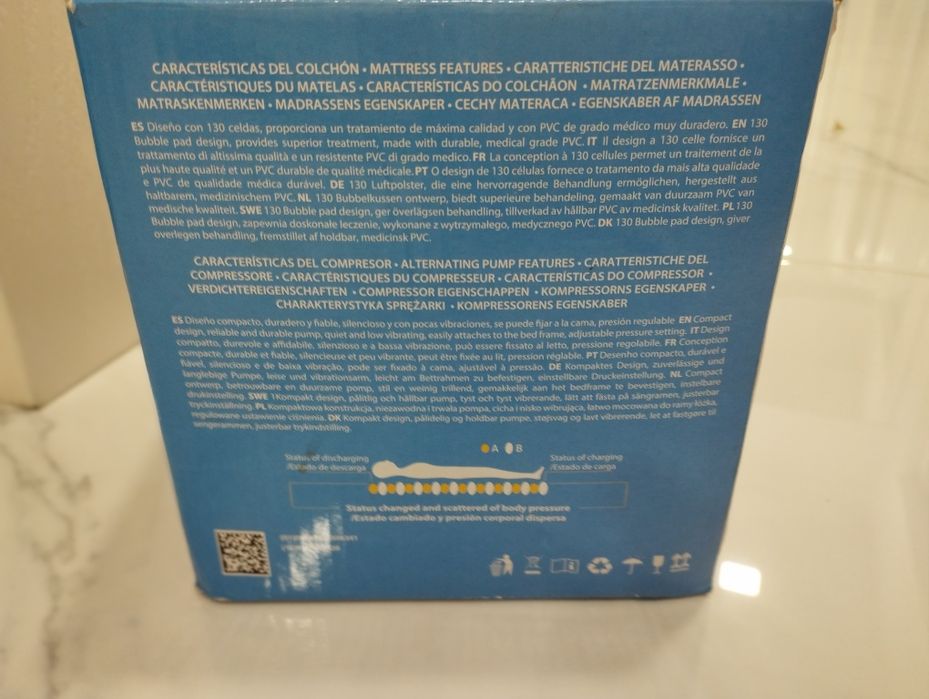 CARACTERÍSTICAS DEL COLCHÓN • MATTRESS FEATURES • CARATTERISTICHE DEL MATERASSO •
CARACTÉRISTIQUES DU MATELAS • CARACTERÍSTICAS DO COLCHÃON • MATRATZENMERKMALE •
MATRASKENMERKEN • MADRASSENS EGENSKAPER • CECHY MATERACA • EGENSKABER AF MADRASSEN
ES Diseño con 130 celdas, proporciona un tratamiento de máxima calidad y con PVC de grado médico muy duradero. EN 130
Bubble pad design, provides superior treatment, made with durable, medical grade PVC. IT Il design a 130 celle fornisce un
trattamento di altissima qualità e un resistente PVC di grado medico. FR La conception à 130 cellules permet un traitement de la
plus haute qualité et un PVC durable de qualité médicale. PT O design de 130 células fornece o tratamento da mais alta qualidade
e PVC de qualidade médica durável. DE 130 Luftpolster, die eine hervorragende Behandlung ermöglichen, hergestellt aus
haltbarem, medizinischem PVC. NL 130 Bubbelkussen ontwerp, biedt superieure behandeling, gemaakt van duurzaam PVC van
medische kwaliteit. SWE 130 Bubble pad design, ger överlägsen behandling, tillverkad av hållbar PVC av medicinsk kvalitet. PL 130
Bubble pad design, zapewnia doskonałe leczenie, wykonane z wytrzymałego, medycznego PVC. DK 130 Bubble pad design, giver
overlegen behandling, fremstillet af holdbar, medicinsk PVC.
CARACTERÍSTICAS DEL COMPRESOR • ALTERNATING PUMP FEATURES • CARATTERISTICHE DEL
COMPRESSORE • CARACTÉRISTIQUES DU COMPRESSEUR • CARACTERÍSTICAS DO COMPRESSOR •
VERDICHTEREIGENSCHAFTEN • COMPRESSOR EIGENSCHAPPEN • KOMPRESSORNS EGENSKAPER •
CHARAKTERYSTYKA SPRĘŻARKI • KOMPRESSORENS EGENSKABER
ES Diseño compacto, duradero y fiable, silencioso y con pocas vibraciones, se puede fijar a la cama, presión regulable EN Compact
design, reliable and durable pump, quiet and low vibrating, easily attaches to the bed frame, adjustable pressure setting. IT Design
compatto, durevole e affidabile, silenzioso e a bassa vibrazione, può essere fissato al letto, pressione regolabile. FR Conception
compacte, durable et fiable, silencieuse et peu vibrante, peut être fixée au lit, pression réglable. PT Desenho compacto, durável e
fiável, silencioso e de baixa vibração, pode ser fixado à cama, ajustável à pressão. DE Kompaktes Design, zuverlässige und
langlebige Pumpe, leise und vibrationsarm, leicht am Bettrahmen zu befestigen, einstellbare Druckeinstellung. NL Compact
ontwerp, betrouwbare en duurzame pomp, stil en weinig trillend, gemakkelijk aan het bedframe te bevestigen, instelbare
drukinstelling. SWE 1Kompakt design, pålitlig och hållbar pump, tyst och tyst vibrerande, lätt att fästa på sängramen, justerbar
tryckinställning. PL Kompaktowa konstrukcja, niezawodna i trwała pompa, cicha i nisko wibrująca, łatwo mocowana do ramy łóżka,
regulowane ustawienie ciśnienia. DK Kompakt design, pålidelig og holdbar pumpe, støjsvag og lavt vibrerende, let at fastgøre til
sengerammen, justerbar trykindstilling.
A B
Status of discharging
/Estado de descarga
Status of charging
/Estado de carga
Status changed and scattered of body pressure
/Estado cambiado y presión corporal dispersa